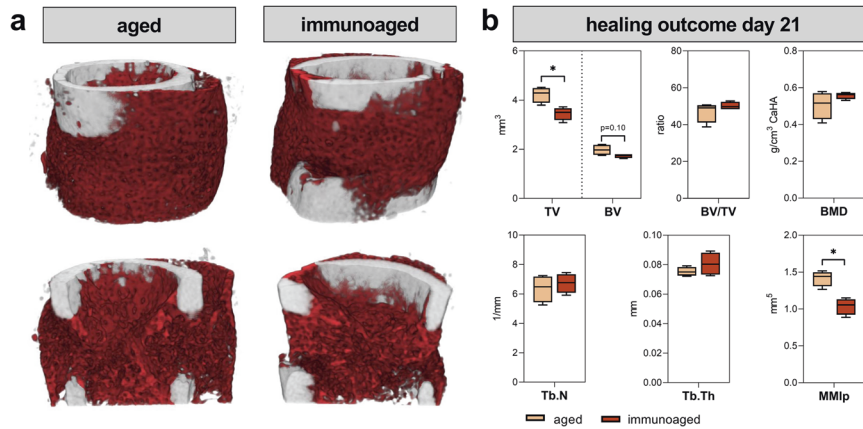 a
aged
immunoaged
b
healing outcome day 21
mm³
6
4
2
0
*
p=0.10
TV
BV
ratio
80
60
40
20
0
BV/TV
g/cm³ CaHA
0.8
0.6
0.4
0.2
0.0
BMD
1/mm
10
8
6
4
2
0
Tb.N
mm
0.10
0.08
0.06
0.04
0.02
0.00
Tb.Th
mm⁵
2.0
1.5
1.0
0.5
0.0
*
MMIp
aged
immunoaged